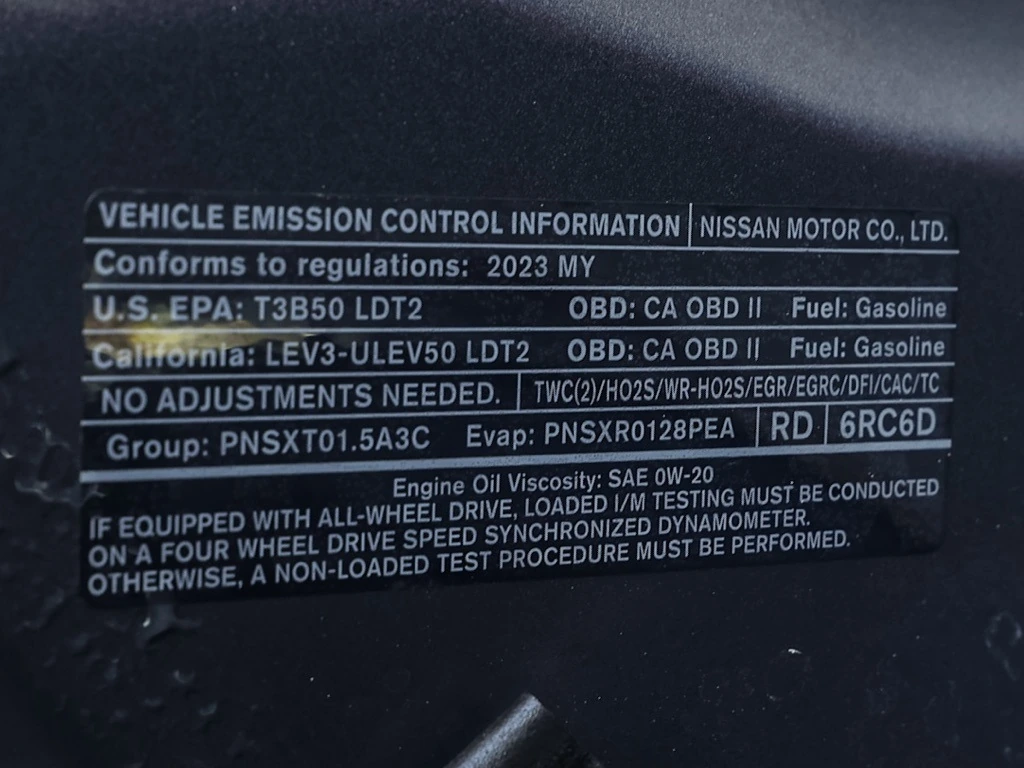 VEHICLE EMISSION CONTROL INFORMATION NISSAN MOTOR CO., LTD.
Conforms to regulations: 2023 MY
U.S. EPA: T3B50 LDT2 OBD: CA OBD II Fuel: Gasoline
California: LEV3-ULEV50 LDT2 OBD: CA OBD II Fuel: Gasoline
NO ADJUSTMENTS NEEDED. TWC(2)/HO2S/WR-HO2S/EGR/EGRC/DFI/CAC/TC
Group: PNSXT01.5A3C Evap: PNSXR0128PEA RD 6RC6D
Engine Oil Viscosity: SAE 0W-20
IF EQUIPPED WITH ALL-WHEEL DRIVE, LOADED I/M TESTING MUST BE CONDUCTED
ON A FOUR WHEEL DRIVE SPEED SYNCHRONIZED DYNAMOMETER.
OTHERWISE, A NON-LOADED TEST PROCEDURE MUST BE PERFORMED.